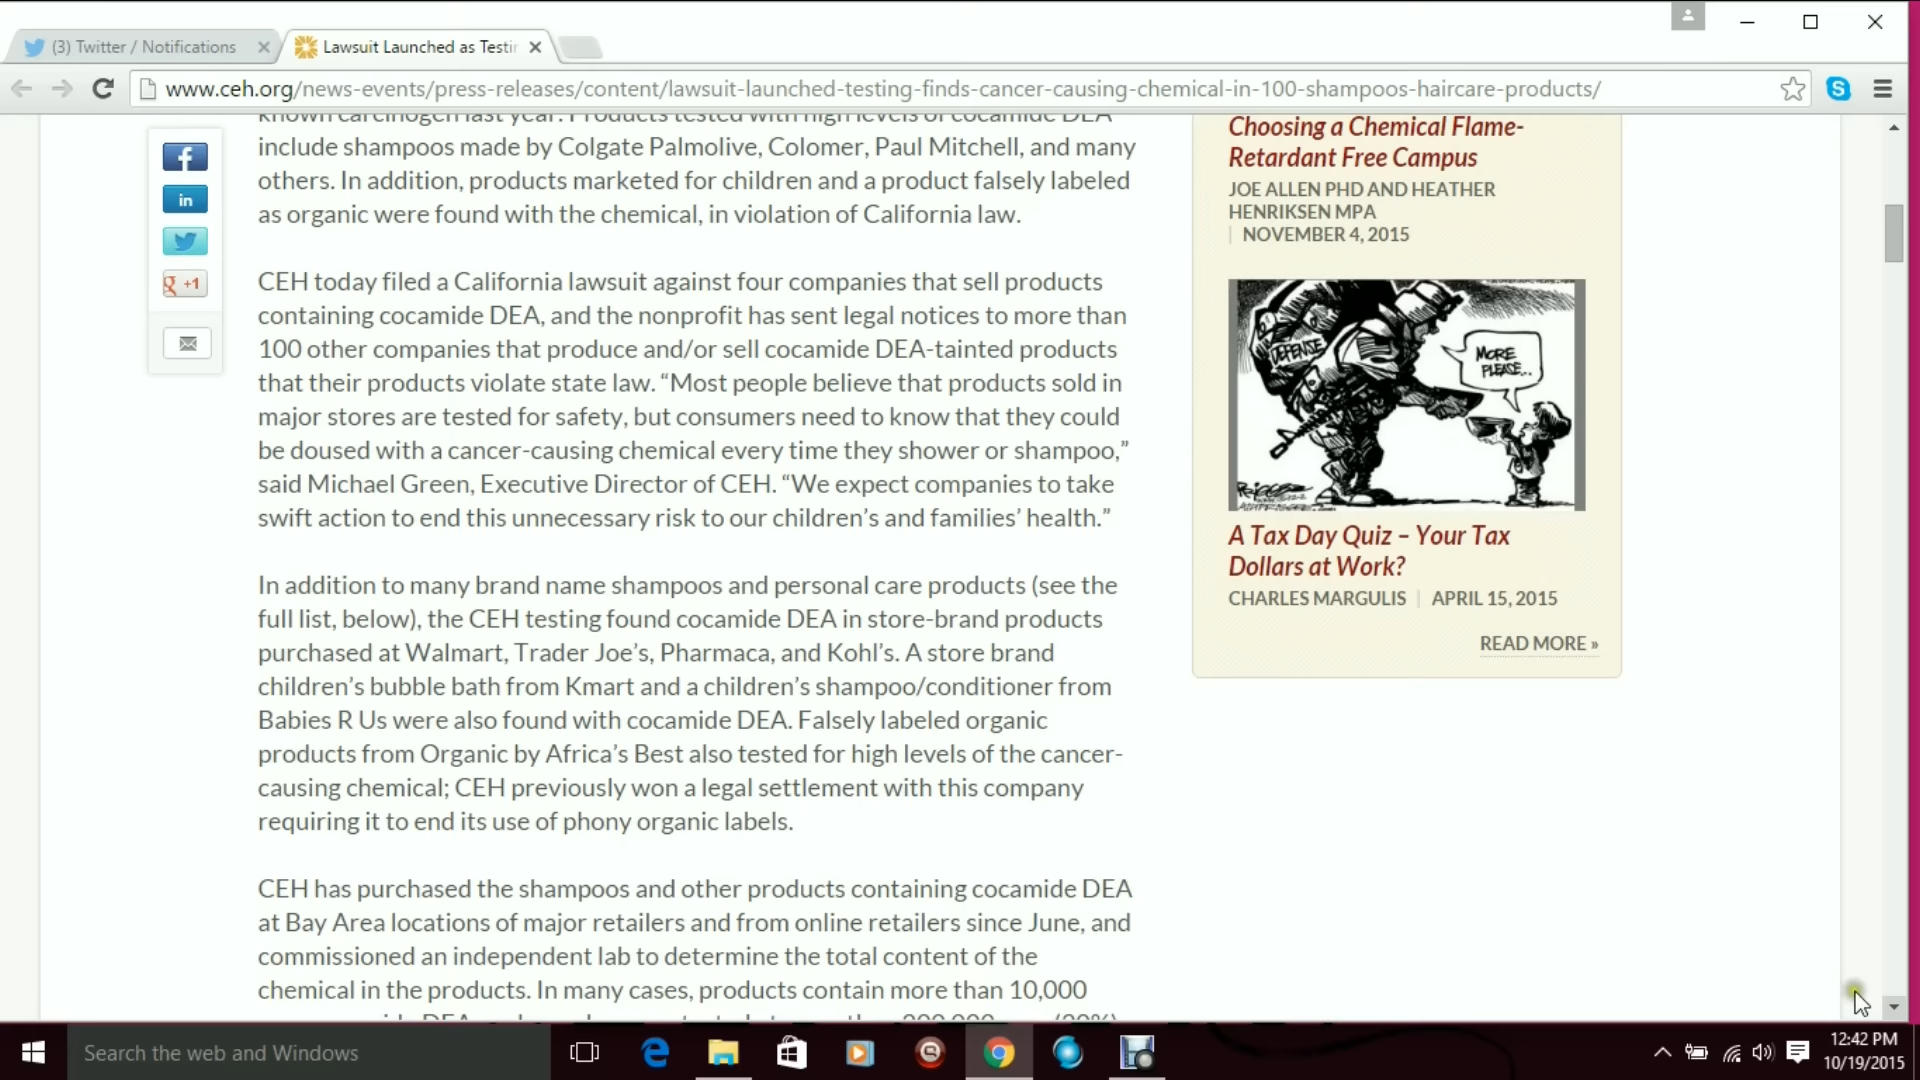 (3) Twitter / Notifications
Lawsuit Launched as Testin
www.ceh.org/news-events/press-releases/content/lawsuit-launched-testing-finds-cancer-causing-chemical-in-100-shampoos-haircare-products/
known carcinogen last year. Products tested with high levels of cocamide DEA
include shampoos made by Colgate Palmolive, Colomer, Paul Mitchell, and many
others. In addition, products marketed for children and a product falsely labeled
as organic were found with the chemical, in violation of California law.
CEH today filed a California lawsuit against four companies that sell products
containing cocamide DEA, and the nonprofit has sent legal notices to more than
100 other companies that produce and/or sell cocamide DEA-tainted products
that their products violate state law. “Most people believe that products sold in
major stores are tested for safety, but consumers need to know that they could
be doused with a cancer-causing chemical every time they shower or shampoo,”
said Michael Green, Executive Director of CEH. “We expect companies to take
swift action to end this unnecessary risk to our children’s and families’ health.”
In addition to many brand name shampoos and personal care products (see the
full list, below), the CEH testing found cocamide DEA in store-brand products
purchased at Walmart, Trader Joe’s, Pharmaca, and Kohl’s. A store brand
children’s bubble bath from Kmart and a children’s shampoo/conditioner from
Babies R Us were also found with cocamide DEA. Falsely labeled organic
products from Organic by Africa’s Best also tested for high levels of the cancer-
causing chemical; CEH previously won a legal settlement with this company
requiring it to end its use of phony organic labels.
CEH has purchased the shampoos and other products containing cocamide DEA
at Bay Area locations of major retailers and from online retailers since June, and
commissioned an independent lab to determine the total content of the
chemical in the products. In many cases, products contain more than 10,000
f
in
g +1
Choosing a Chemical Flame-
Retardant Free Campus
JOE ALLEN PHD AND HEATHER
HENRIKSEN MPA
| NOVEMBER 4, 2015
DEFENSE
MORE
PLEASE...
A Tax Day Quiz – Your Tax
Dollars at Work?
CHARLES MARGULIS | APRIL 15, 2015
READ MORE »
Search the web and Windows
12:42 PM
10/19/2015